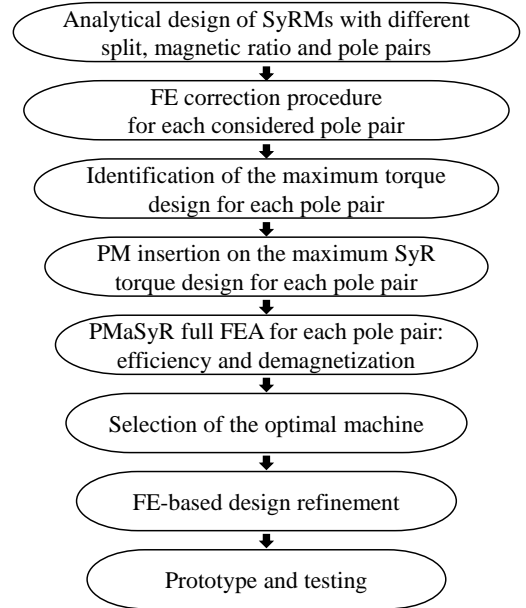 Analytical design of SyRMs with different
split, magnetic ratio and pole pairs
FE correction procedure
for each considered pole pair
Identification of the maximum torque
design for each pole pair
PM insertion on the maximum SyR
torque design for each pole pair
PMaSyR full FEA for each pole pair:
efficiency and demagnetization
Selection of the optimal machine
FE-based design refinement
Prototype and testing